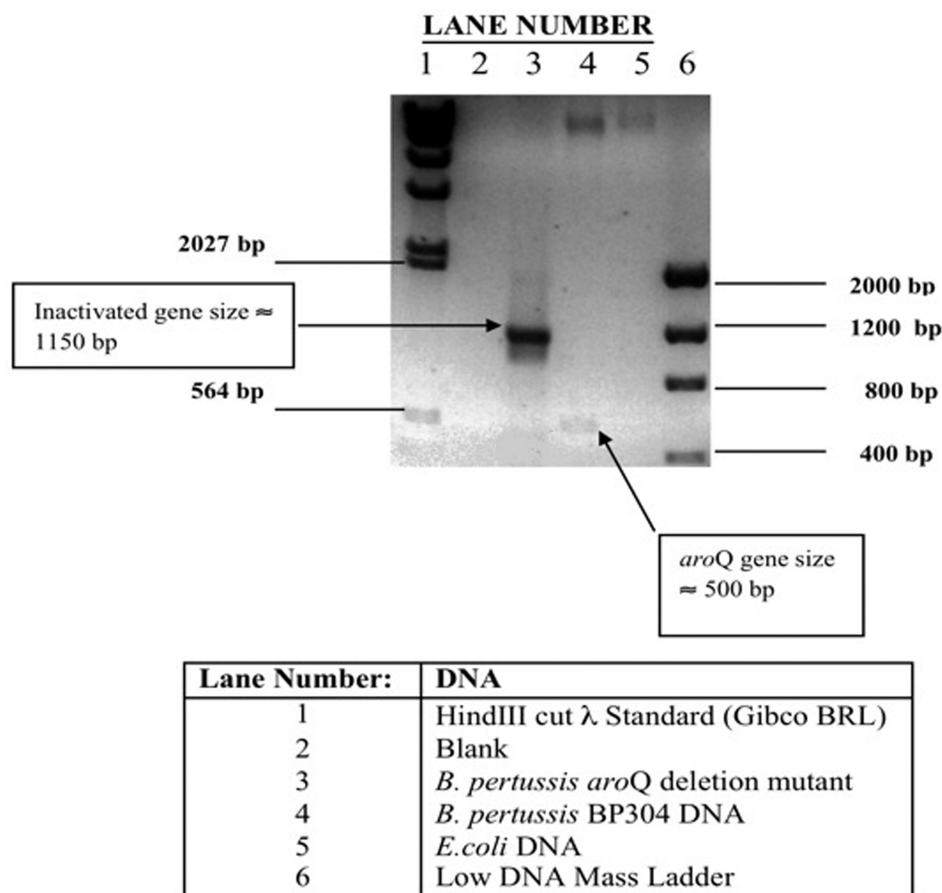 LANE NUMBER
1 2 3 4 5 6
2027 bp
2000 bp
Inactivated gene size ≈
1150 bp
1200 bp
564 bp
800 bp
400 bp
aroQ gene size
≈ 500 bp
Lane Number: DNA
1 HindIII cut λ Standard (Gibco BRL)
2 Blank
3 B. pertussis aroQ deletion mutant
4 B. pertussis BP304 DNA
5 E.coli DNA
6 Low DNA Mass Ladder